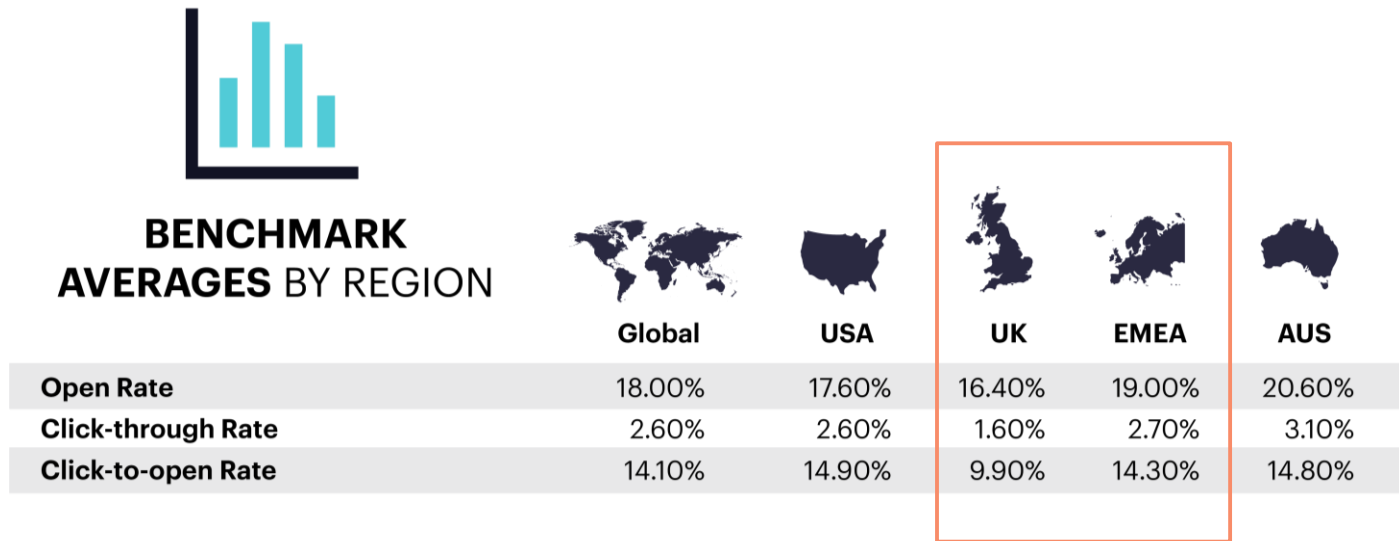 BENCHMARK
AVERAGES BY REGION
Global USA UK EMEA AUS
Open Rate 18.00% 17.60% 16.40% 19.00% 20.60%
Click-through Rate 2.60% 2.60% 1.60% 2.70% 3.10%
Click-to-open Rate 14.10% 14.90% 9.90% 14.30% 14.80%